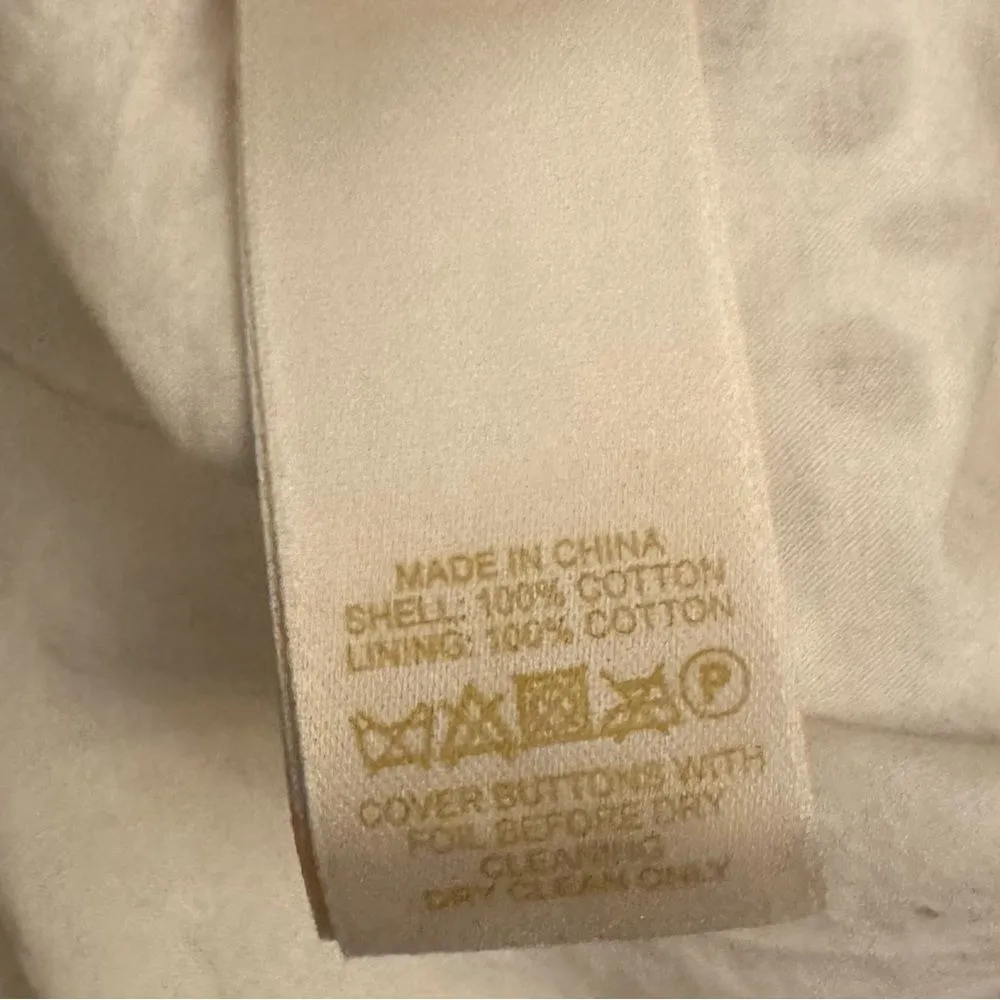 MADE IN CHINA
SHELL: 100% COTTON
LINING: 100% COTTON
P
COVER BUTTONS WITH
FOIL BEFORE DRY
CLEANING
DRY CLEAN ONLY